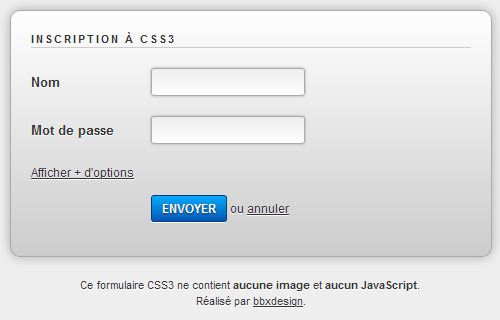 INSCRIPTION À CSS3
Nom
Mot de passe
Afficher + d'options
ENVOYER ou annuler
Ce formulaire CSS3 ne contient aucune image et aucun JavaScript.
Réalisé par bbxdesign.